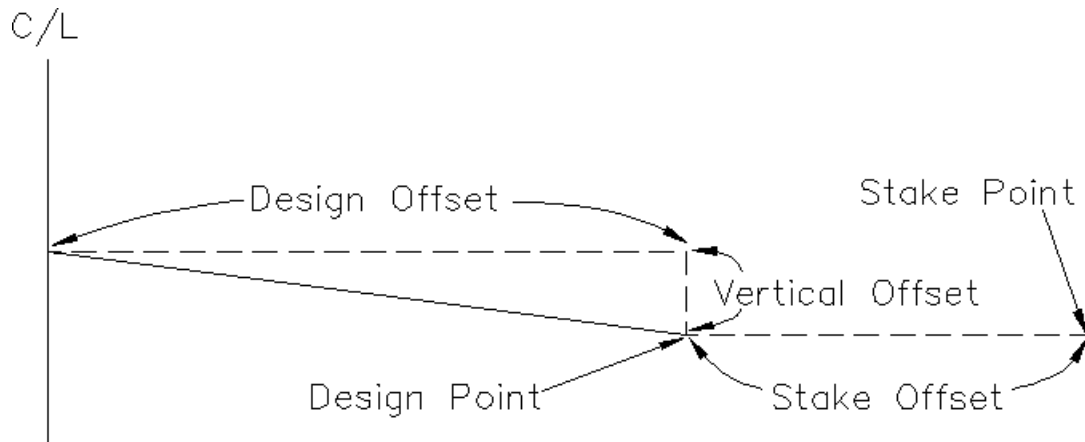 C/L
Design Offset
Stake Point
Vertical Offset
Design Point
Stake Offset